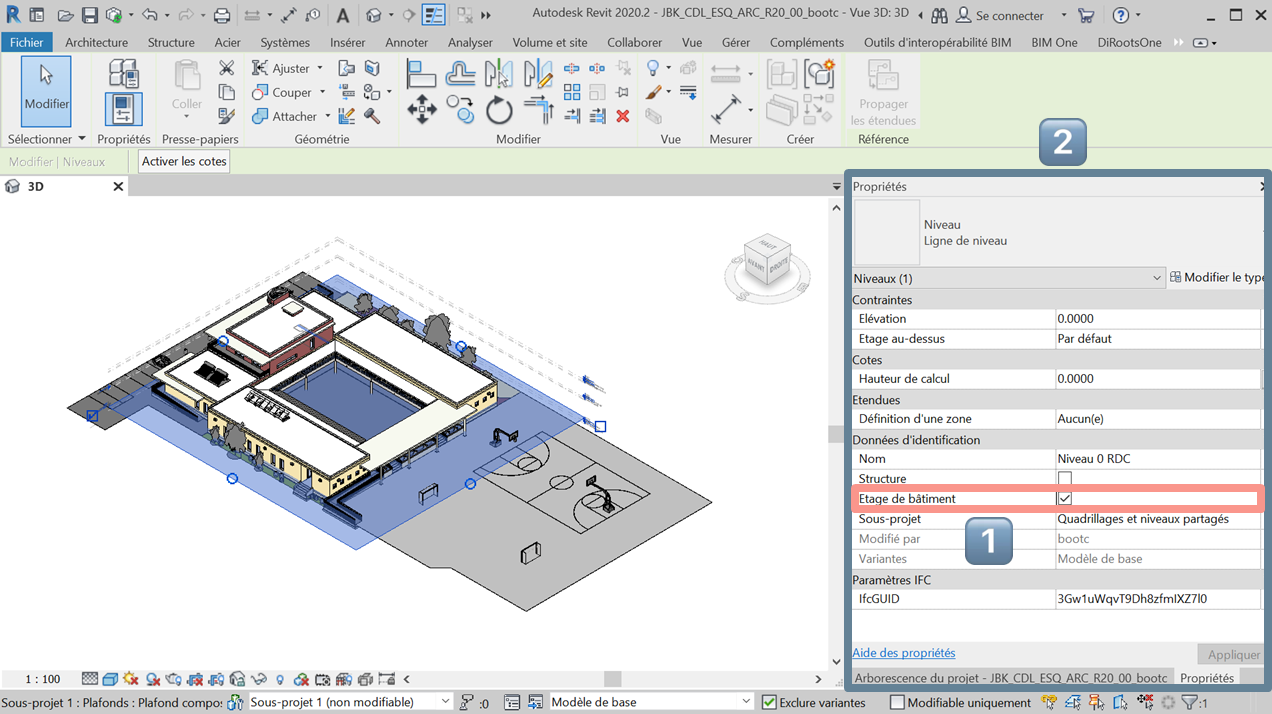 Autodesk Revit 2020.2 - JBK_CDL_ESQ_ARC_R20_00_bootc - Vue 3D: 3D
Se connecter
Fichier Architecture Structure Acier Systèmes Insérer Annoter Analyser Volume et site Collaborer Vue Gérer Compléments Outils d'interopérabilité BIM BIM One DiRootsOne
Modifier
Coller
Ajuster
Couper
Attacher
Propager
les étendues
Sélectionner Propriétés Presse-papiers Géométrie Modifier Vue Mesurer Créer Référence
Modifier | Niveaux Activer les cotes
2
3D
HAUT
AVANT DROITE
Propriétés
Niveau
Ligne de niveau
Niveaux (1) Modifier le type
Contraintes
Elévation 0.0000
Etage au-dessus Par défaut
Cotes
Hauteur de calcul 0.0000
Etendues
Définition d'une zone Aucun(e)
Données d'identification
Nom Niveau 0 RDC
Structure
Etage de bâtiment
Sous-projet Quadrillages et niveaux partagés
1
Modifié par bootc
Variantes Modèle de base
Paramètres IFC
IfcGUID 3Gw1uWqvT9Dh8zfmIXZ7l0
Aide des propriétés Appliquer
Arborescence du projet - JBK_CDL_ESQ_ARC_R20_00_bootc Propriétés
1 : 100
Sous-projet 1 : Plafonds : Plafond compos Sous-projet 1 (non modifiable) :0 Modèle de base Exclure variantes Modifiable uniquement :1